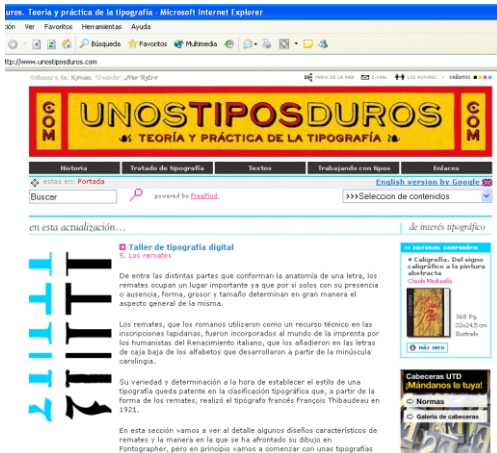 uros. Teoría y práctica de la tipografía - Microsoft Internet Explorer
ión Ver Favoritos Herramientas Ayuda
Búsqueda Favoritos Multimedia
ttp://www.unostiposduros.com
MAPA DE LA WEB E-MAIL LOS AUTORES CRÉDITOS
COM UNOSTIPOSDUROS COM
TEORÍA Y PRÁCTICA DE LA TIPOGRAFÍA
Historia Tratado de tipografía Textos Trabajando con tipos Enlaces
estas en: Portada English version by Google
Buscar powered by FreeFind >>>Seleccion de contenidos
en esta actualización... de interés tipográfico
Taller de tipografía digital
5. Los remates
De entre las distintas partes que conforman la anatomía de una letra, los
remates ocupan un lugar importante ya que por si solos con su presencia
o ausencia, forma, grosor y tamaño determinan en gran manera el
aspecto general de la misma.
Los remates, que los romanos utilizaron como un recurso técnico en las
incripciones lapidarias, fueron incorporados al mundo de la imprenta por
los humanistas del Renacimiento italiano, que los añadieron en las letras
de caja baja de los alfabetos que desarrollaron a partir de la minúscula
carolingia.
Su variedad y determinación a la hora de establecer el estilo de una
tipografía queda patente en la clasificación tipográfica que, a partir de la
forma de los remates, realizó el tipógrafo francés François Thibaudeau en
1921.
En esta sección vamos a ver al detalle algunos diseños característicos de
remates y la manera en la que se ha afrontado su dibujo en
Fontographer, pero en principio vamos a comenzar con unas tipografías
>> EDITORIAL CAMPGRÀFIC
Caligrafía. Del signo
caligráfico a la pintura
abstracta
Claude Mediavilla
368 Pg.
32x24,5 cm
Ilustrado
MÁS INFO
Cabeceras UTD
¡Mándanos la tuya!
Normas
Galería de cabeceras